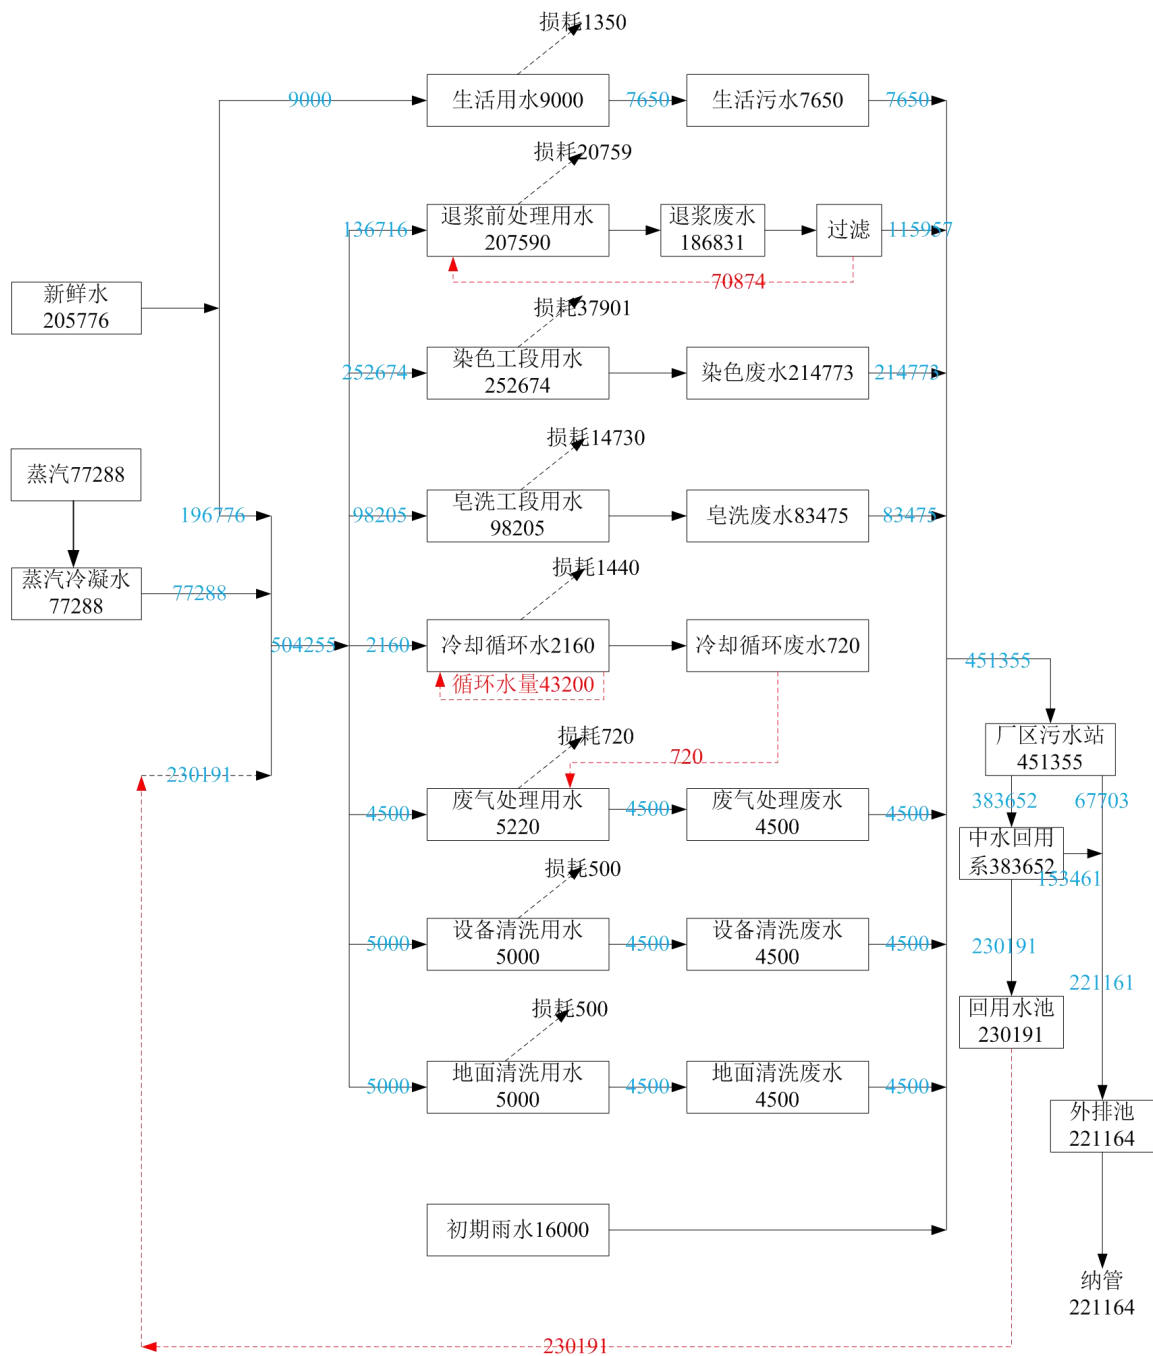 损耗1350
9000
生活用水9000
7650
生活污水7650
7650
损耗20759
136716
退浆前处理用水
207590
退浆废水
186831
过滤
115957
70874
新鲜水
205776
损耗37901
252674
染色工段用水
252674
染色废水214773
214773
损耗14730
蒸汽77288
196776
98205
皂洗工段用水
98205
皂洗废水83475
83475
损耗1440
蒸汽冷凝水
77288
77288
504255
2160
冷却循环水2160
冷却循环废水720
循环水量43200
451355
损耗720
720
厂区污水站
451355
230191
4500
废气处理用水
5220
4500
废气处理废水
4500
4500
383652
67703
中水回用
系383652
153461
损耗500
5000
设备清洗用水
5000
4500
设备清洗废水
4500
4500
230191
221161
损耗500
回用水池
230191
5000
地面清洗用水
5000
4500
地面清洗废水
4500
4500
外排池
221164
初期雨水16000
纳管
221164
230191